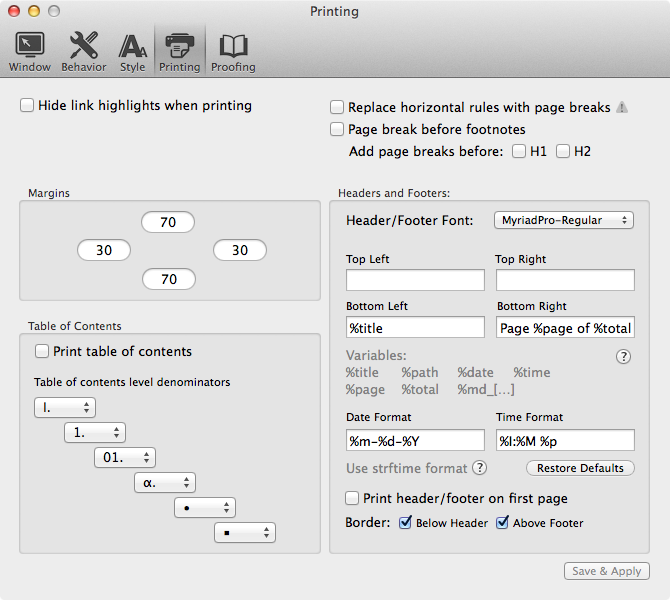 Printing
Window Behavior Style Printing Proofing
Hide link highlights when printing
Replace horizontal rules with page breaks
Page break before footnotes
Add page breaks before: H1 H2
Margins
70
30 30
70
Table of Contents
Print table of contents
Table of contents level denominators
I.
1.
01.
α.
•
▪
Headers and Footers:
Header/Footer Font: MyriadPro-Regular
Top Left Top Right
Bottom Left Bottom Right
%title Page %page of %total
Variables: ?
%title %path %date %time
%page %total %md_[...]
Date Format Time Format
%m-%d-%Y %I:%M %p
Use strftime format ? Restore Defaults
Print header/footer on first page
Border: Below Header Above Footer
Save & Apply